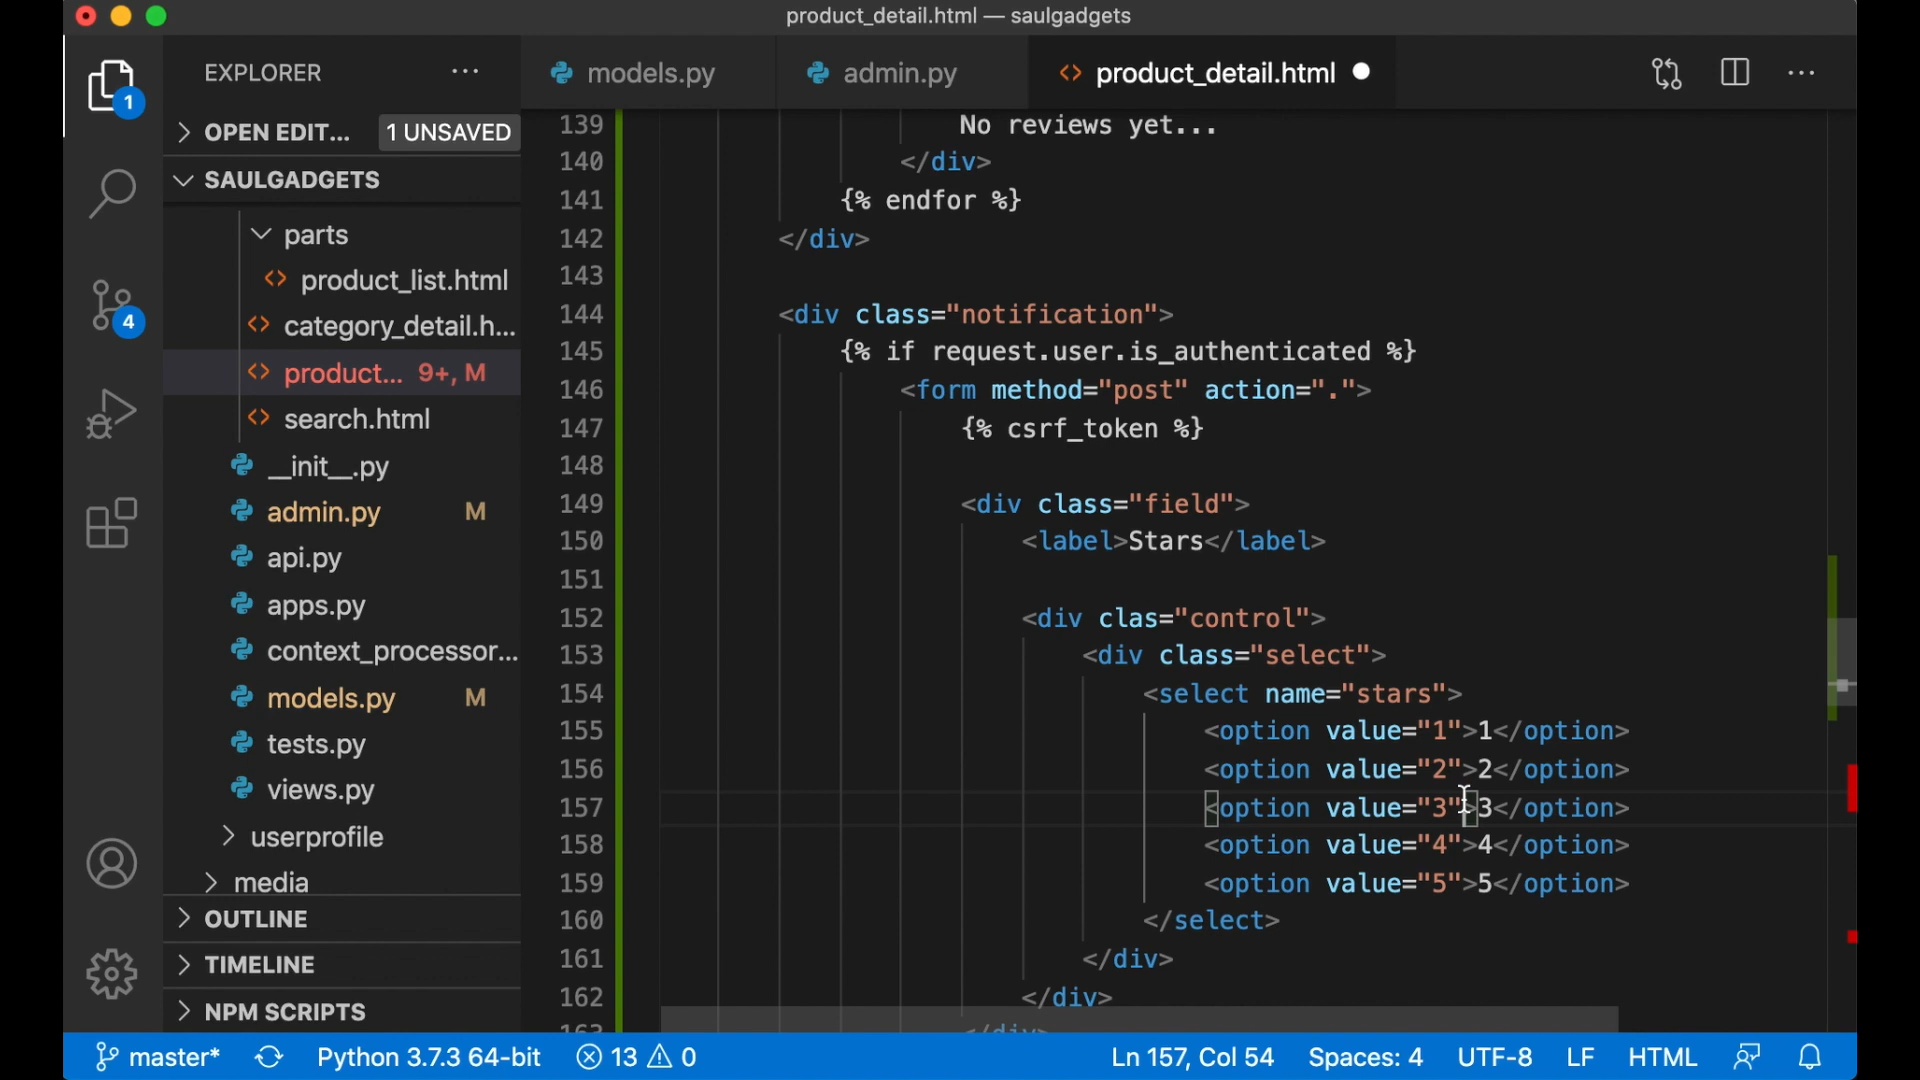 product_detail.html — saulgadgets
EXPLORER
models.py
admin.py
product_detail.html
1
OPEN EDIT...
1 UNSAVED
SAULGADGETS
parts
product_list.html
category_detail.h...
product... 9+, M
search.html
__init__.py
admin.py M
api.py
apps.py
context_processor...
models.py M
tests.py
views.py
userprofile
media
OUTLINE
TIMELINE
NPM SCRIPTS
4
139 No reviews yet...
140 </div>
141 {% endfor %}
142 </div>
143
144 <div class="notification">
145 {% if request.user.is_authenticated %}
146 <form method="post" action=".">
147 {% csrf_token %}
148
149 <div class="field">
150 <label>Stars</label>
151
152 <div clas="control">
153 <div class="select">
154 <select name="stars">
155 <option value="1">1</option>
156 <option value="2">2</option>
157 <option value="3">3</option>
158 <option value="4">4</option>
159 <option value="5">5</option>
160 </select>
161 </div>
162 </div>
163 </div>
master* Python 3.7.3 64-bit 13 0 Ln 157, Col 54 Spaces: 4 UTF-8 LF HTML